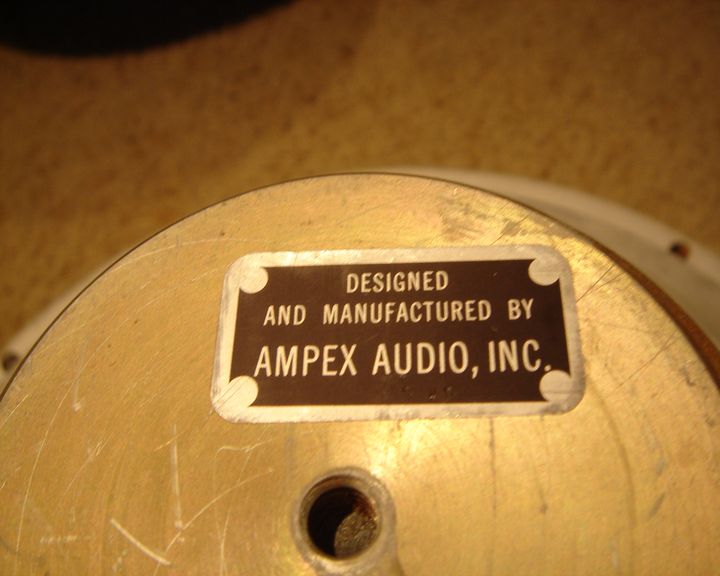 DESIGNED
AND MANUFACTURED BY
AMPEX AUDIO, INC.